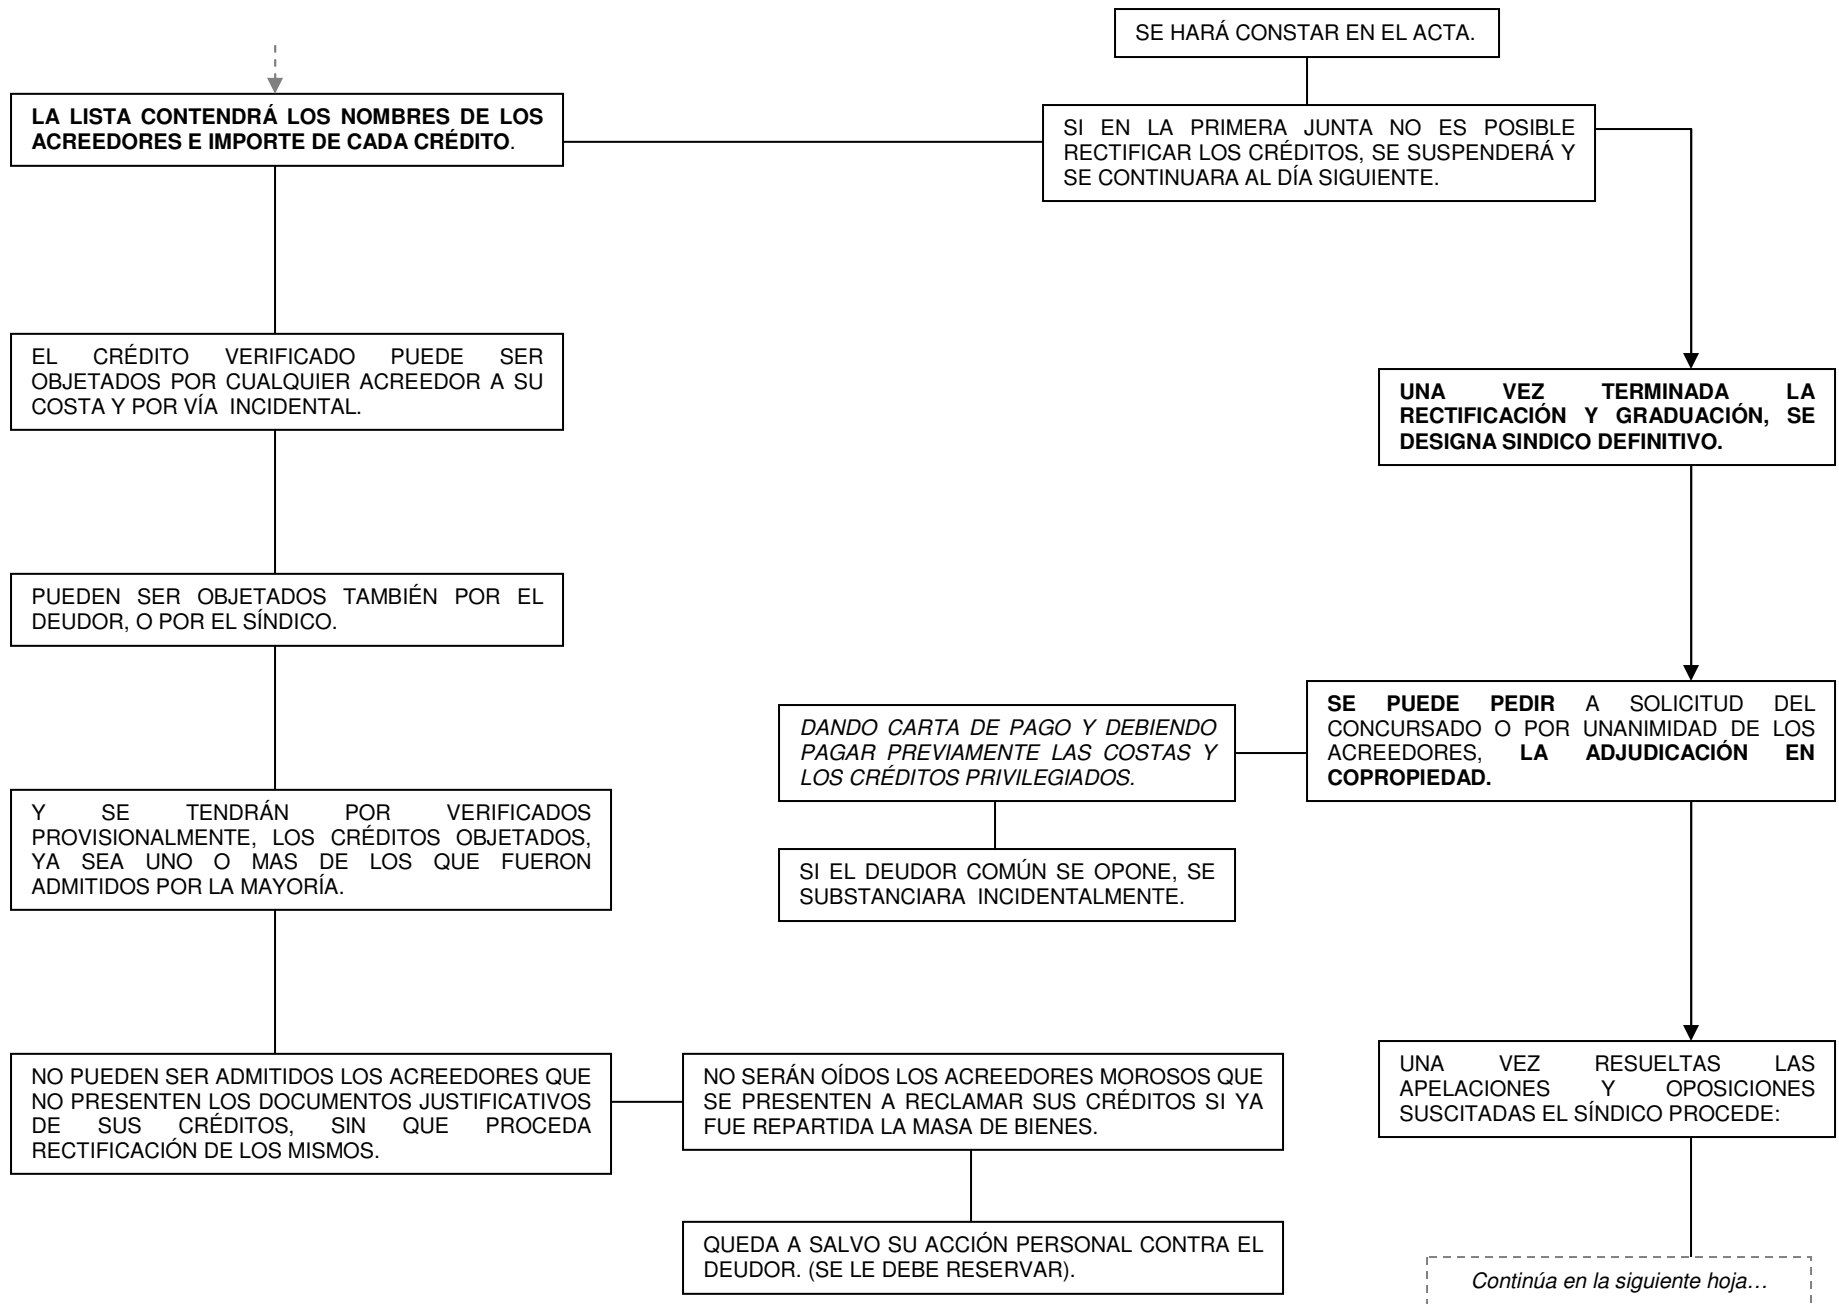 SE HARÁ CONSTAR EN EL ACTA.
LA LISTA CONTENDRÁ LOS NOMBRES DE LOS
ACREEDORES E IMPORTE DE CADA CRÉDITO.
SI EN LA PRIMERA JUNTA NO ES POSIBLE
RECTIFICAR LOS CRÉDITOS, SE SUSPENDERÁ Y
SE CONTINUARA AL DÍA SIGUIENTE.
EL CRÉDITO VERIFICADO PUEDE SER
OBJETADOS POR CUALQUIER ACREEDOR A SU
COSTA Y POR VÍA INCIDENTAL.
UNA VEZ TERMINADA LA
RECTIFICACIÓN Y GRADUACIÓN, SE
DESIGNA SINDICO DEFINITIVO.
PUEDEN SER OBJETADOS TAMBIÉN POR EL
DEUDOR, O POR EL SÍNDICO.
SE PUEDE PEDIR A SOLICITUD DEL
CONCURSADO O POR UNANIMIDAD DE LOS
ACREEDORES, LA ADJUDICACIÓN EN
COPROPIEDAD.
DANDO CARTA DE PAGO Y DEBIENDO
PAGAR PREVIAMENTE LAS COSTAS Y
LOS CRÉDITOS PRIVILEGIADOS.
Y SE TENDRÁN POR VERIFICADOS
PROVISIONALMENTE, LOS CRÉDITOS OBJETADOS,
YA SEA UNO O MAS DE LOS QUE FUERON
ADMITIDOS POR LA MAYORÍA.
SI EL DEUDOR COMÚN SE OPONE, SE
SUBSTANCIARA INCIDENTALMENTE.
NO PUEDEN SER ADMITIDOS LOS ACREEDORES QUE
NO PRESENTEN LOS DOCUMENTOS JUSTIFICATIVOS
DE SUS CRÉDITOS, SIN QUE PROCEDA
RECTIFICACIÓN DE LOS MISMOS.
NO SERÁN OÍDOS LOS ACREEDORES MOROSOS QUE
SE PRESENTEN A RECLAMAR SUS CRÉDITOS SI YA
FUE REPARTIDA LA MASA DE BIENES.
UNA VEZ RESUELTAS LAS
APELACIONES Y OPOSICIONES
SUSCITADAS EL SÍNDICO PROCEDE:
QUEDA A SALVO SU ACCIÓN PERSONAL CONTRA EL
DEUDOR. (SE LE DEBE RESERVAR).
Continúa en la siguiente hoja…